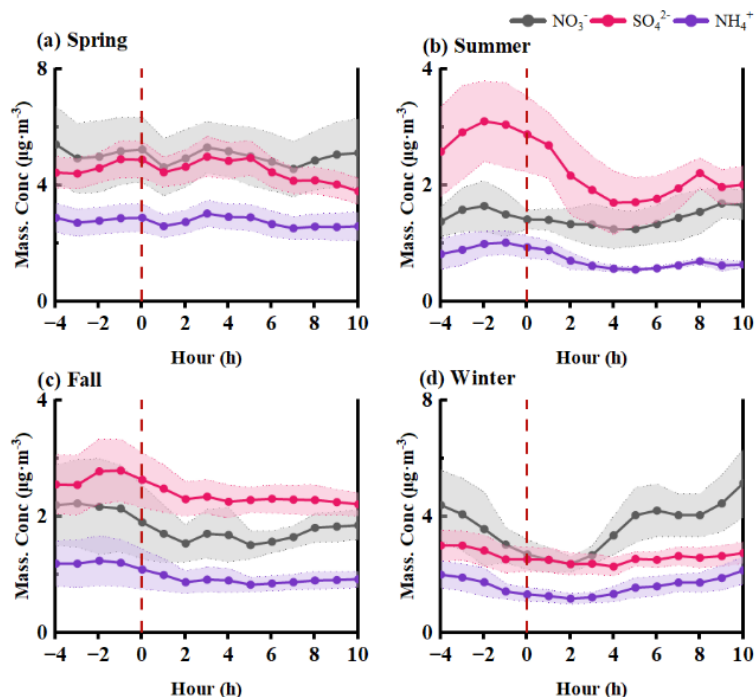 NO₃⁻ SO₄²⁻ NH₄⁺
(a) Spring
8
4
0
Mass. Conc (μg·m⁻³)
−4 −2 0 2 4 6 8 10
Hour (h)
(b) Summer
4
2
0
Mass. Conc (μg·m⁻³)
−4 −2 0 2 4 6 8 10
Hour (h)
(c) Fall
4
2
0
Mass. Conc (μg·m⁻³)
−4 −2 0 2 4 6 8 10
Hour (h)
(d) Winter
8
4
0
Mass. Conc (μg·m⁻³)
−4 −2 0 2 4 6 8 10
Hour (h)